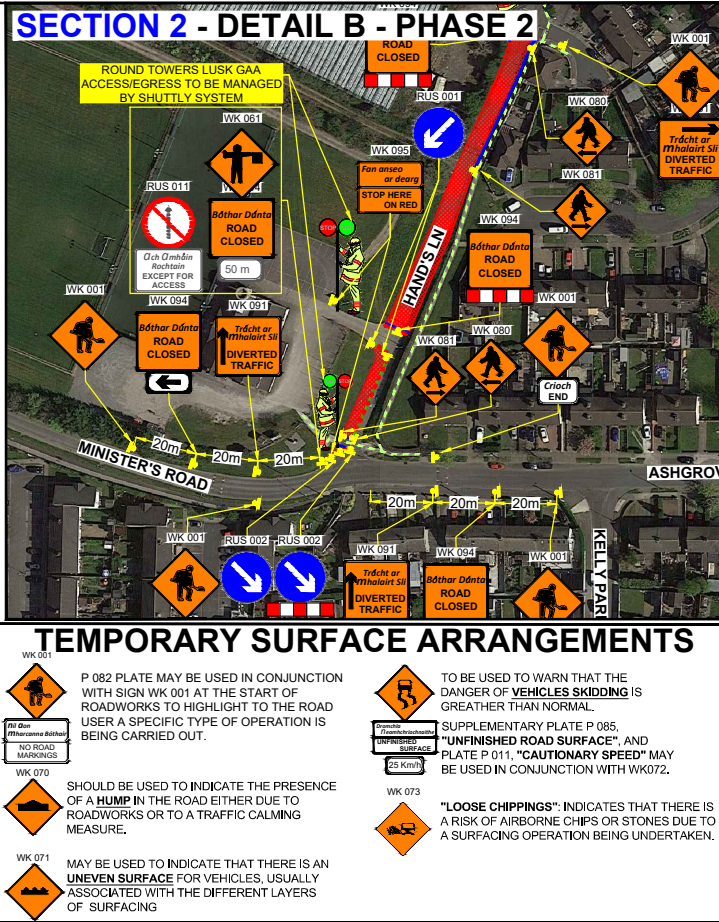 SECTION 2 - DETAIL B - PHASE 2
ROUND TOWERS LUSK GAA
ACCESS/EGRESS TO BE MANAGED
BY SHUTTLY SYSTEM
ROAD
CLOSED
RUS 001
WK 001
WK 080
Trácht ar
mhalairt Slí
DIVERTED
TRAFFIC
WK 081
WK 061
RUS 011
Ach Amháin
Rochtain
EXCEPT FOR
ACCESS
Bóthar Dúnta
ROAD
CLOSED
50 m
WK 095
Fan anseo
ar dearg
STOP HERE
ON RED
STOP
HAND'S LN
WK 094
Bóthar Dúnta
ROAD
CLOSED
WK 001
WK 094
Bóthar Dúnta
ROAD
CLOSED
WK 091
Trácht ar
mhalairt Slí
DIVERTED
TRAFFIC
WK 081
WK 080
WK 001
Críoch
END
STOP
20m
20m
20m
MINISTER'S ROAD
ASHGROV
20m
20m
20m
KELLY PARK
WK 001
RUS 002
RUS 002
WK 091
Trácht ar
mhalairt Slí
DIVERTED
TRAFFIC
WK 094
Bóthar Dúnta
ROAD
CLOSED
WK 001
TEMPORARY SURFACE ARRANGEMENTS
WK 001
Níl Aon
Mharcanna Bóthair
NO ROAD
MARKINGS
P 082 PLATE MAY BE USED IN CONJUNCTION
WITH SIGN WK 001 AT THE START OF
ROADWORKS TO HIGHLIGHT TO THE ROAD
USER A SPECIFIC TYPE OF OPERATION IS
BEING CARRIED OUT.
WK 070
SHOULD BE USED TO INDICATE THE PRESENCE
OF A HUMP IN THE ROAD EITHER DUE TO
ROADWORKS OR TO A TRAFFIC CALMING
MEASURE.
WK 071
MAY BE USED TO INDICATE THAT THERE IS AN
UNEVEN SURFACE FOR VEHICLES, USUALLY
ASSOCIATED WITH THE DIFFERENT LAYERS
OF SURFACING
TO BE USED TO WARN THAT THE
DANGER OF VEHICLES SKIDDING IS
GREATHER THAN NORMAL.
Dromchla
Neamhchríochnaithe
UNFINISHED
SURFACE
25 Km/h
SUPPLEMENTARY PLATE P 085,
"UNFINISHED ROAD SURFACE", AND
PLATE P 011, "CAUTIONARY SPEED" MAY
BE USED IN CONJUNCTION WITH WK072.
WK 073
"LOOSE CHIPPINGS": INDICATES THAT THERE IS
A RISK OF AIRBORNE CHIPS OR STONES DUE TO
A SURFACING OPERATION BEING UNDERTAKEN.